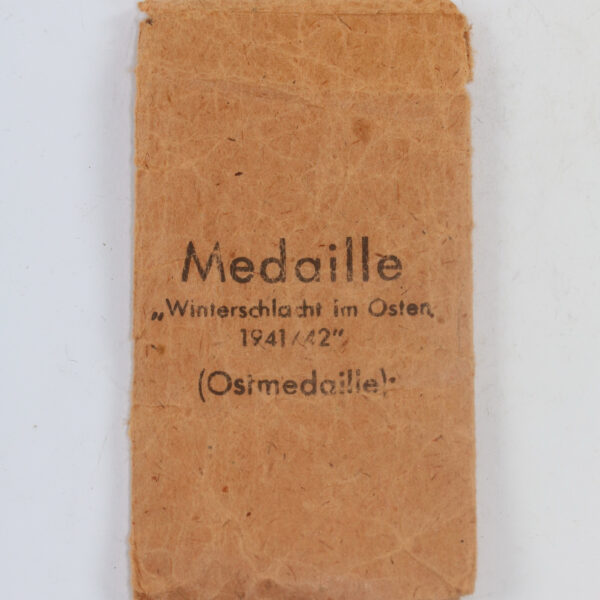 Medaille
„Winterschlacht im Osten
1941/42”
(Ostmedaille)